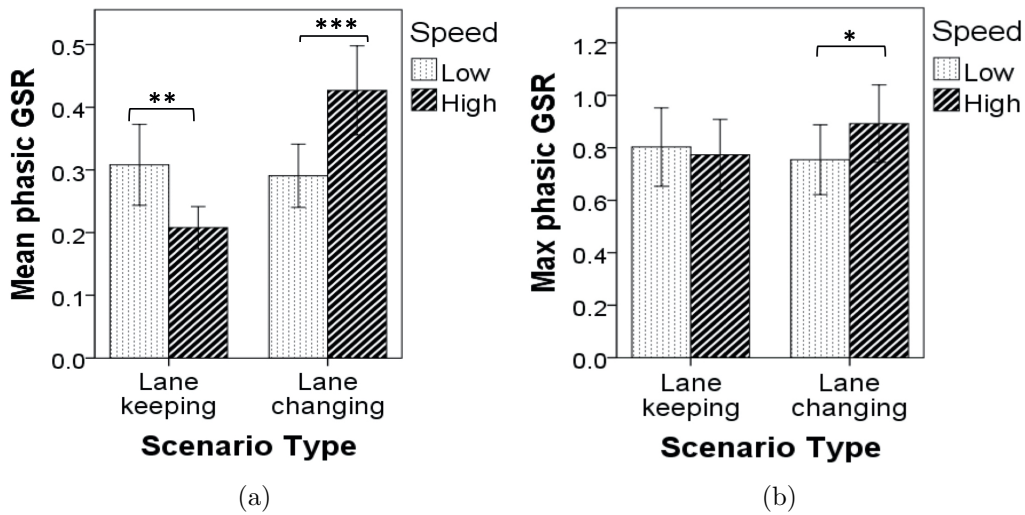 Mean phasic GSR
0.5
0.4
0.3
0.2
0.1
0.0
**
***
Speed
Low
High
Lane
keeping
Lane
changing
Scenario Type
(a)
Max phasic GSR
1.2
1.0
0.8
0.6
0.4
0.2
0.0
*
Speed
Low
High
Lane
keeping
Lane
changing
Scenario Type
(b)